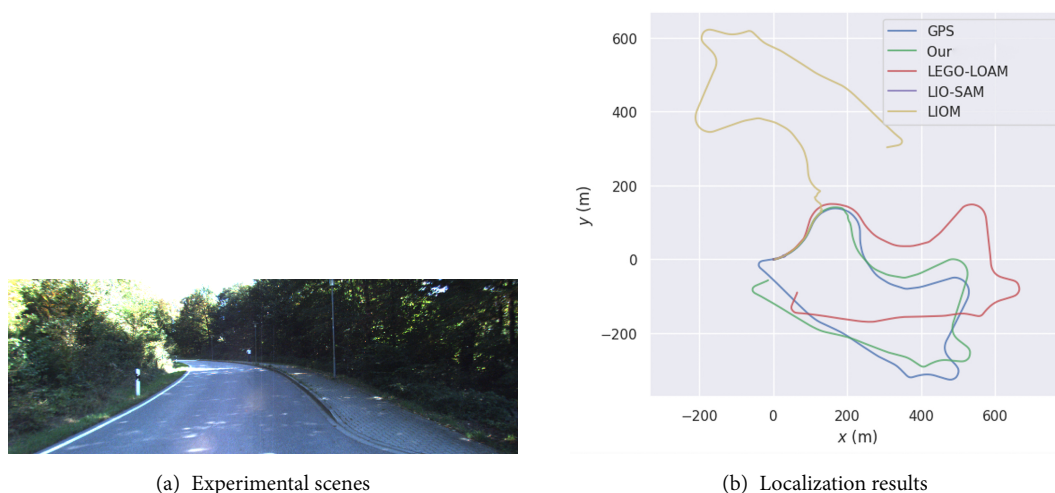 600
400
200
0
−200
y (m)
−200
0
200
400
600
x (m)
GPS
Our
LEGO-LOAM
LIO-SAM
LIOM
(a) Experimental scenes
(b) Localization results